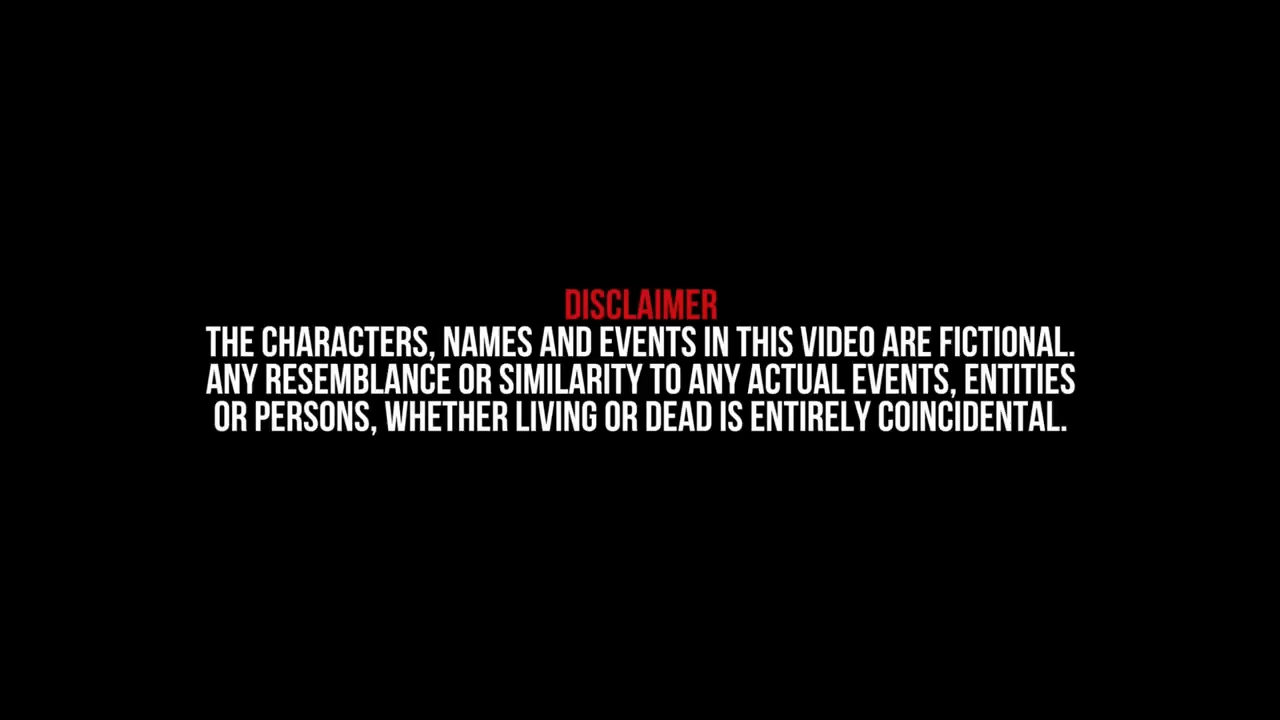 DISCLAIMER
THE CHARACTERS, NAMES AND EVENTS IN THIS VIDEO ARE FICTIONAL.
ANY RESEMBLANCE OR SIMILARITY TO ANY ACTUAL EVENTS, ENTITIES
OR PERSONS, WHETHER LIVING OR DEAD IS ENTIRELY COINCIDENTAL.